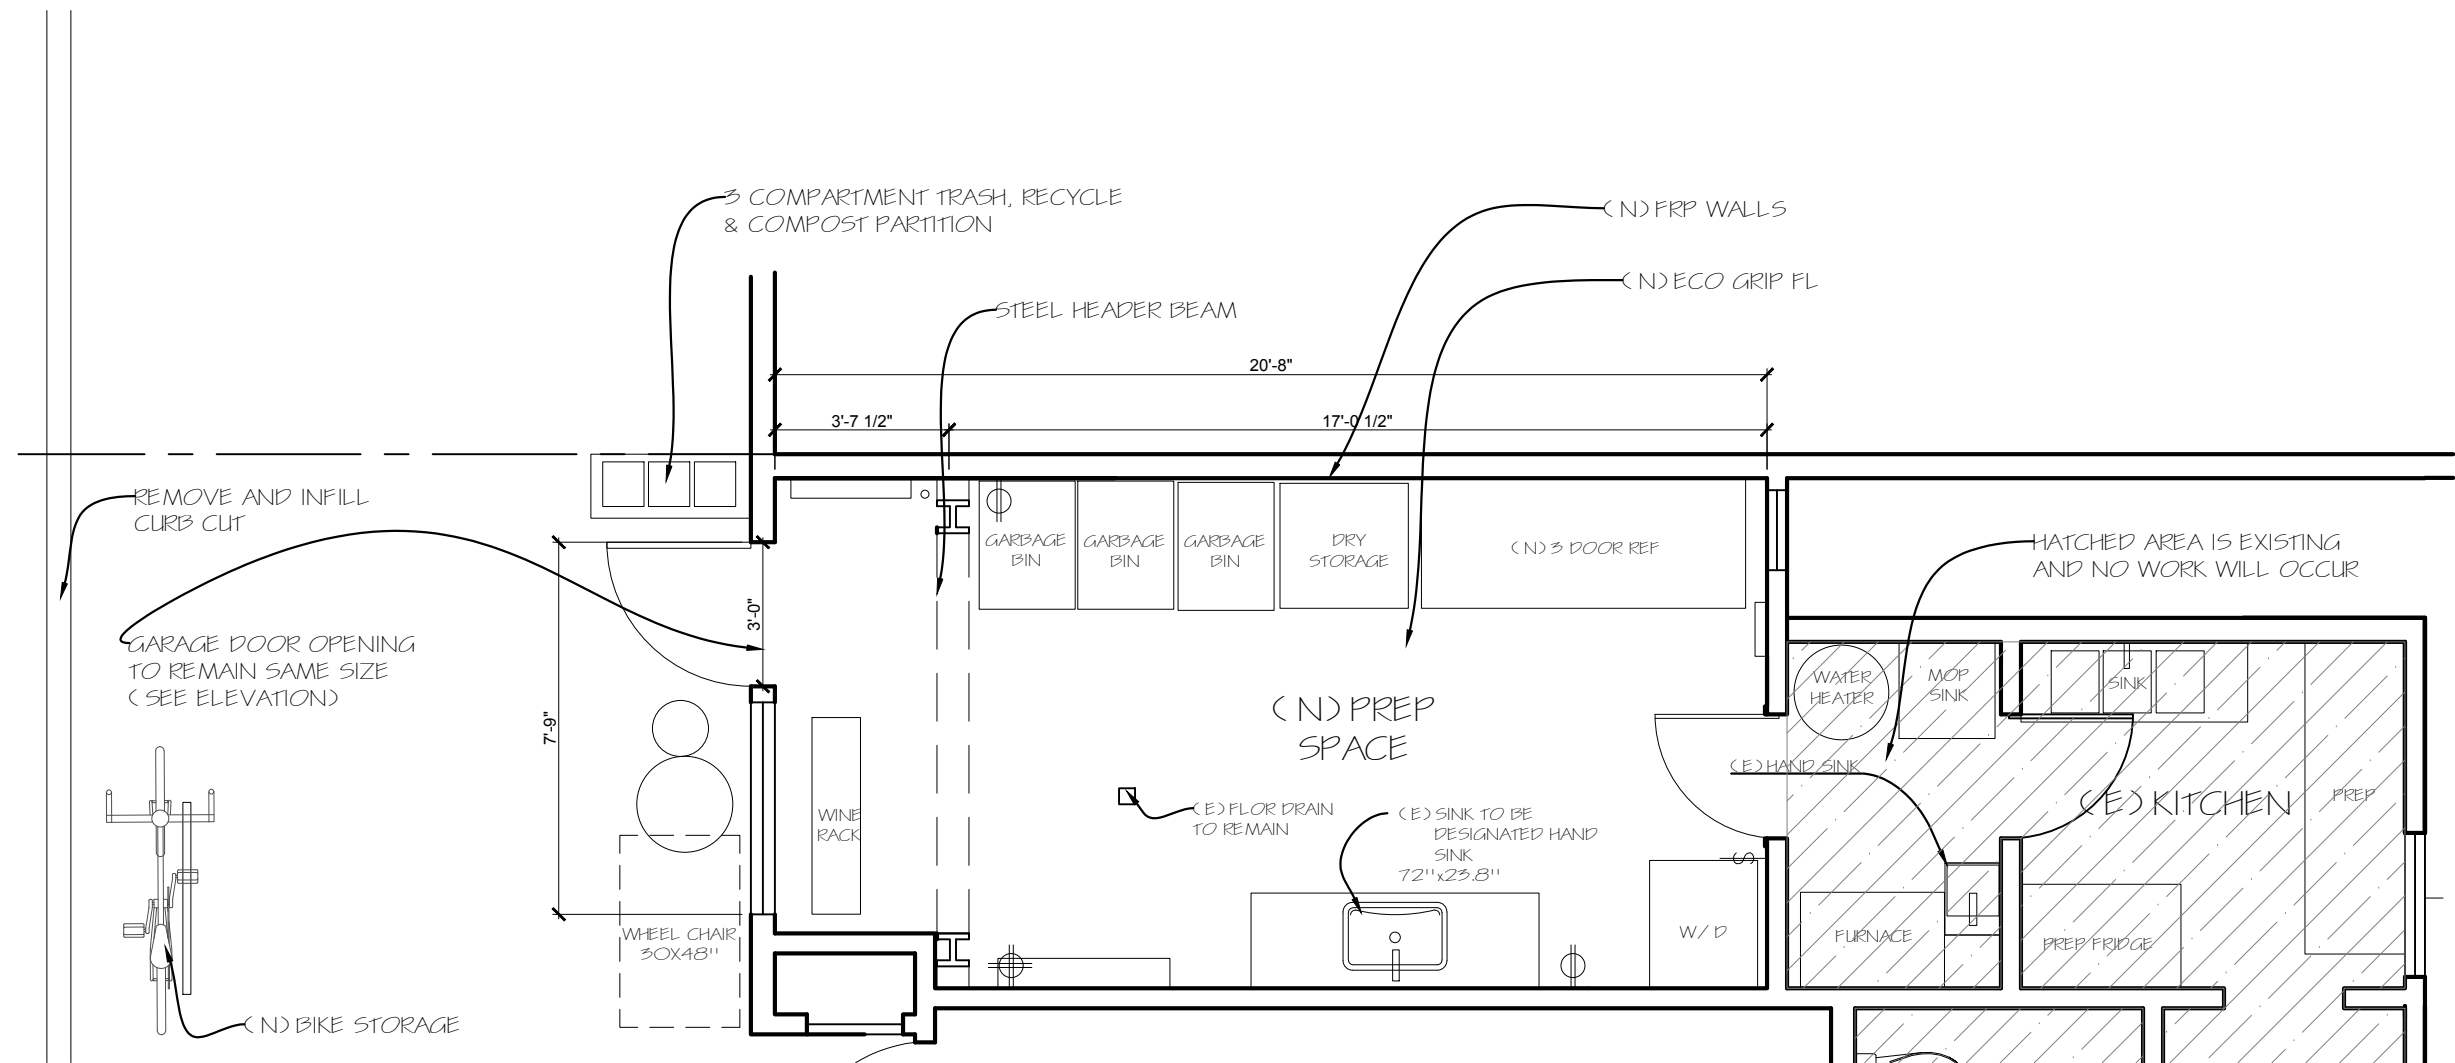 3 COMPARTMENT TRASH, RECYCLE
& COMPOST PARTITION
(N) FRP WALLS
(N) ECO GRIP FL
STEEL HEADER BEAM
20'-8"
3'-7 1/2"
17'-0 1/2"
REMOVE AND INFILL
CURB CUT
GARBAGE
BIN
GARBAGE
BIN
GARBAGE
BIN
DRY
STORAGE
(N) 3 DOOR REF
HATCHED AREA IS EXISTING
AND NO WORK WILL OCCUR
3'-0"
GARAGE DOOR OPENING
TO REMAIN SAME SIZE
(SEE ELEVATION)
7'-9"
WATER
HEATER
MOP
SINK
SINK
(N) PREP
SPACE
(E) HAND SINK
(E) KITCHEN
PREP
WINE
RACK
(E) FLOR DRAIN
TO REMAIN
(E) SINK TO BE
DESIGNATED HAND
SINK
72"x23.8"
S
WHEEL CHAIR
30X48"
W/D
FURNACE
PREP FRIDGE
(N) BIKE STORAGE